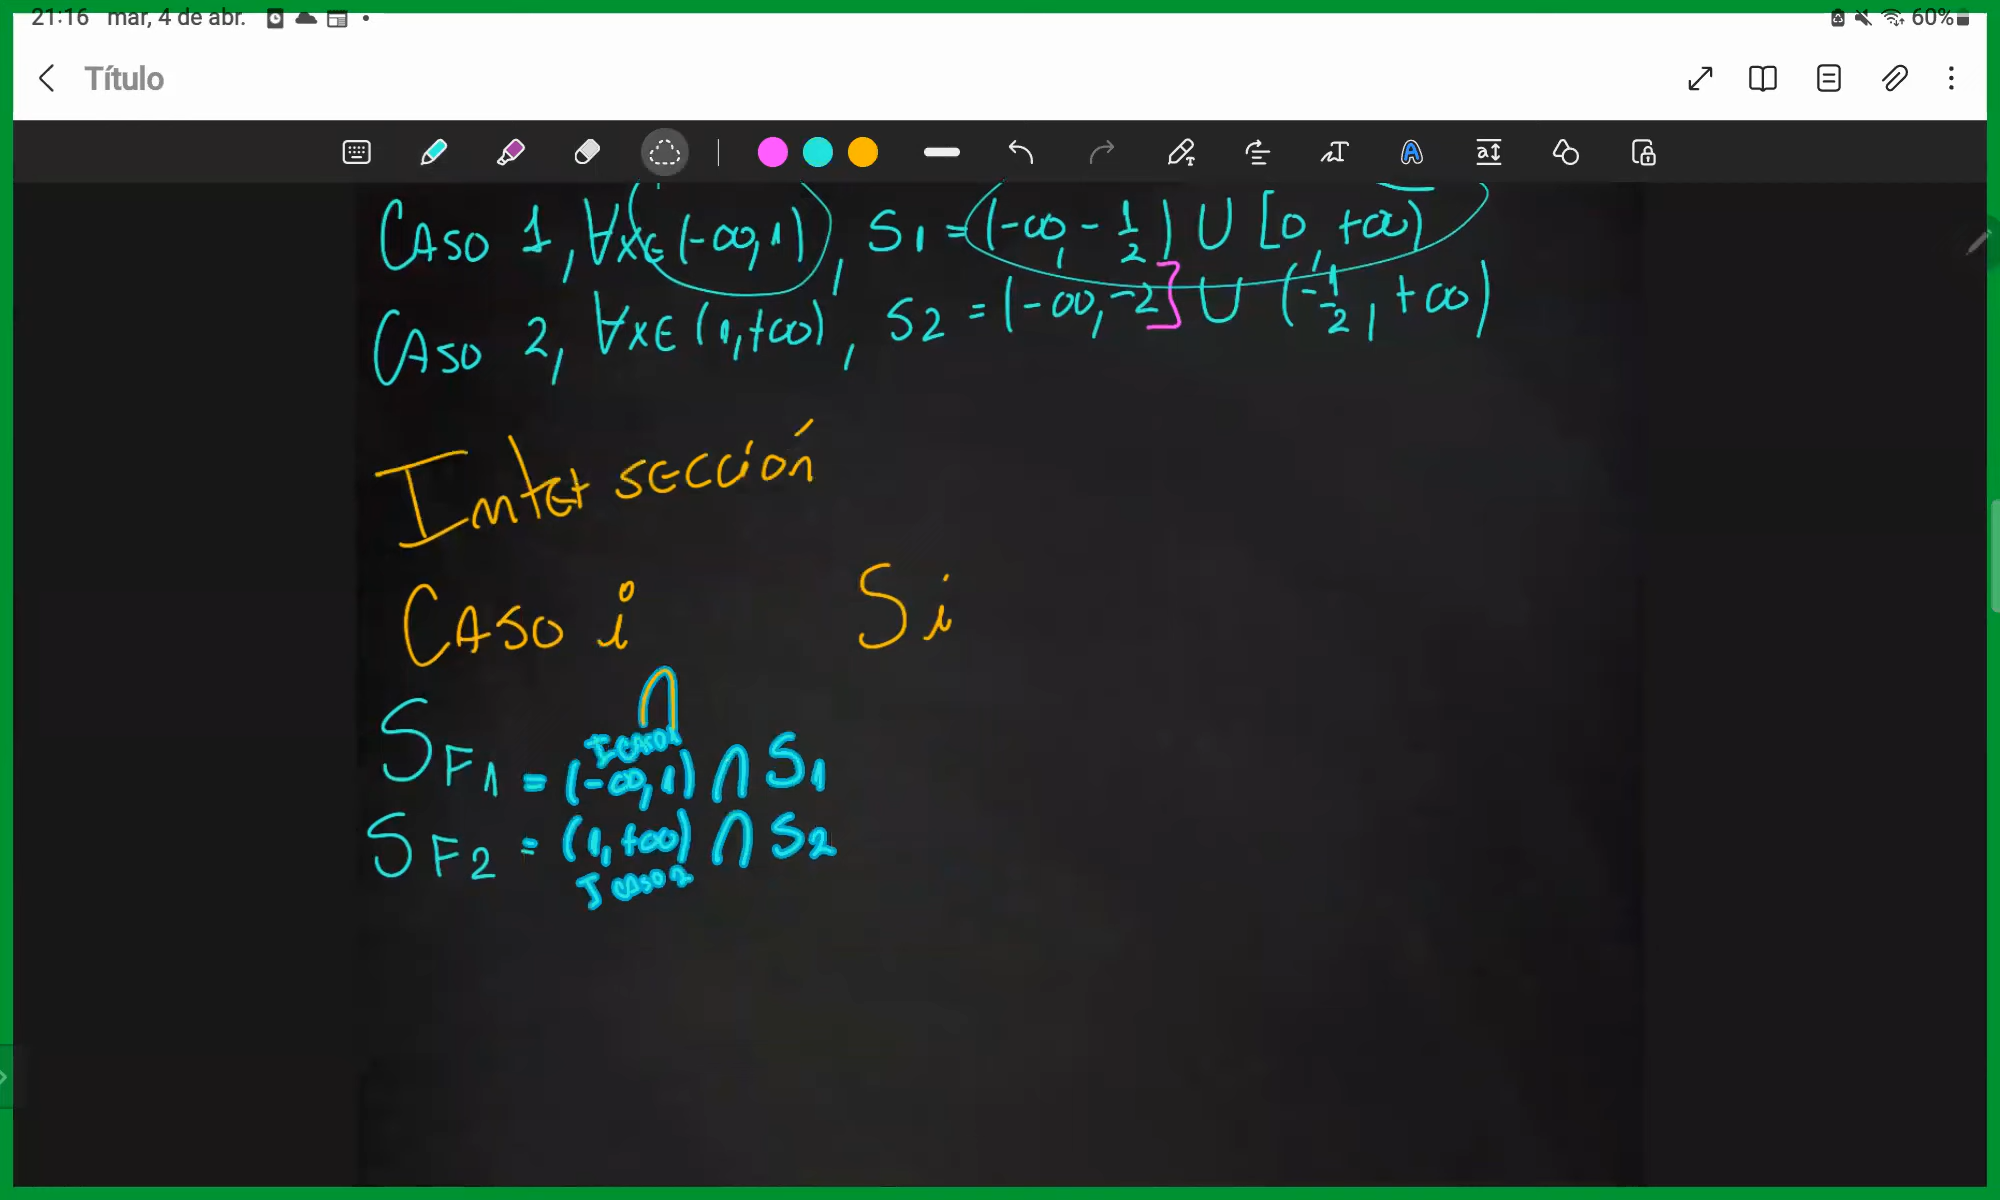 21:16 mar, 4 de abr. 60%
Título
Caso 1, ∀x∈(-∞,1), S1 = (-∞,-1/2) ∪ [0,+∞)
Caso 2, ∀x∈(1,+∞), S2 = (-∞,-2] ∪ (-1/2,+∞)
Intersección
Caso i Si
∩
I caso 1
SF1 = (-∞,1) ∩ S1
SF2 = (1,+∞) ∩ S2
I caso 2